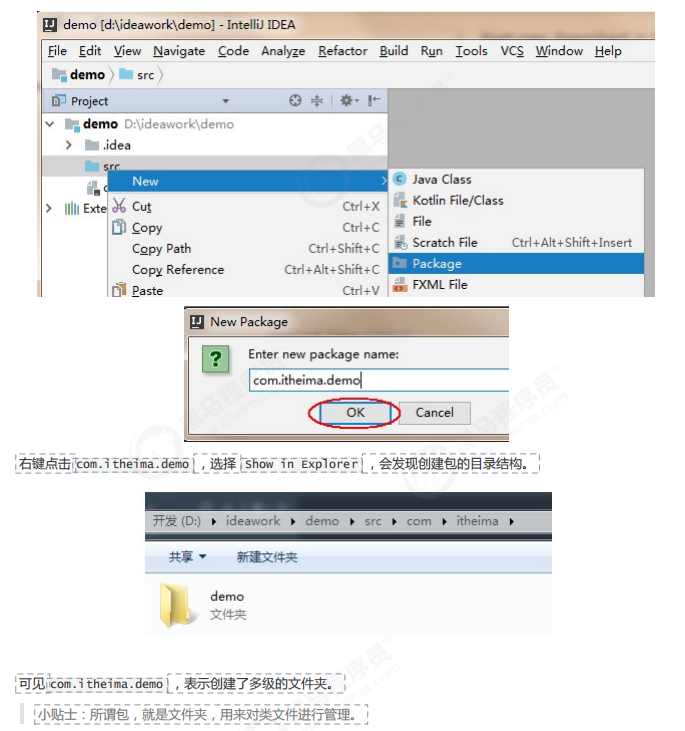 demo [d:\ideawork\demo] - IntelliJ IDEA
File Edit View Navigate Code Analyze Refactor Build Run Tools VCS Window Help
demo src
Project
demo D:\ideawork\demo
.idea
src
New
Java Class
Kotlin File/Class
Exte
Cut Ctrl+X
File
Copy Ctrl+C
Scratch File Ctrl+Alt+Shift+Insert
Copy Path Ctrl+Shift+C
Package
Copy Reference Ctrl+Alt+Shift+C
FXML File
Paste Ctrl+V
New Package
Enter new package name:
com.itheima.demo
OK Cancel
右键点击 com.itheima.demo ，选择 Show in Explorer ，会发现创建包的目录结构。
开发 (D:) ideawork demo src com itheima
共享 新建文件夹
demo
文件夹
可见 com.itheima.demo ，表示创建了多级的文件夹。
小贴士：所谓包，就是文件夹，用来对类文件进行管理。